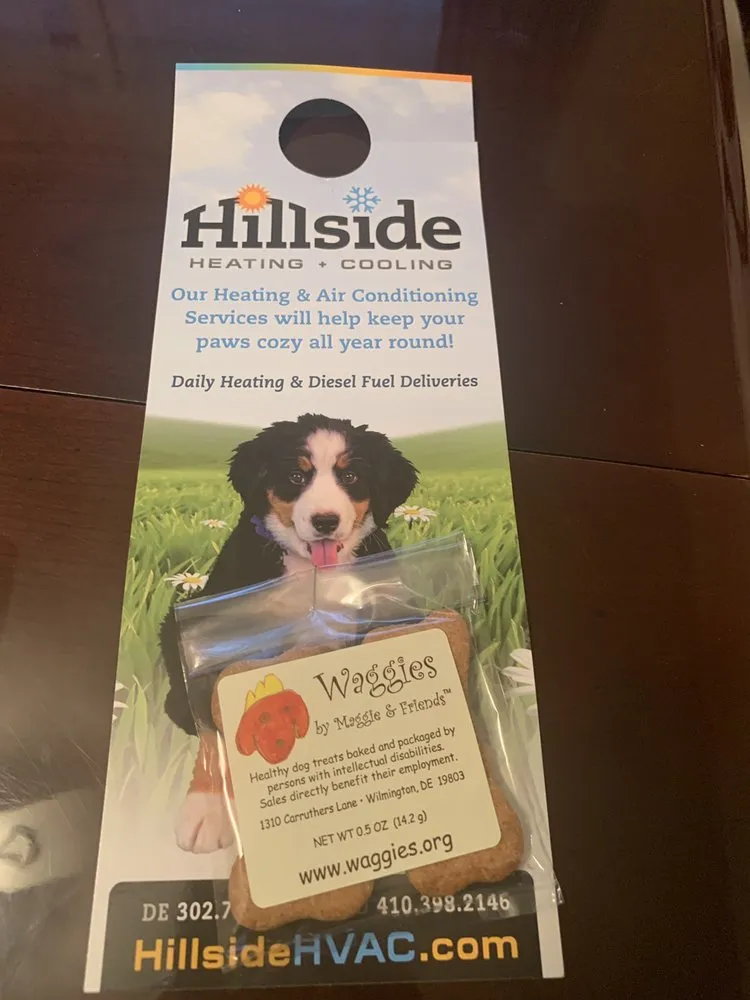 Hillside
HEATING + COOLING
Our Heating & Air Conditioning
Services will help keep your
paws cozy all year round!
Daily Heating & Diesel Fuel Deliveries
Waggies
by Maggie & Friends™
Healthy dog treats baked and packaged by
persons with intellectual disabilities.
Sales directly benefit their employment.
1310 Carruthers Lane • Wilmington, DE 19803
NET WT 0.5 OZ (14.2 g)
www.waggies.org
DE 302.7 410.398.2146
HillsideHVAC.com